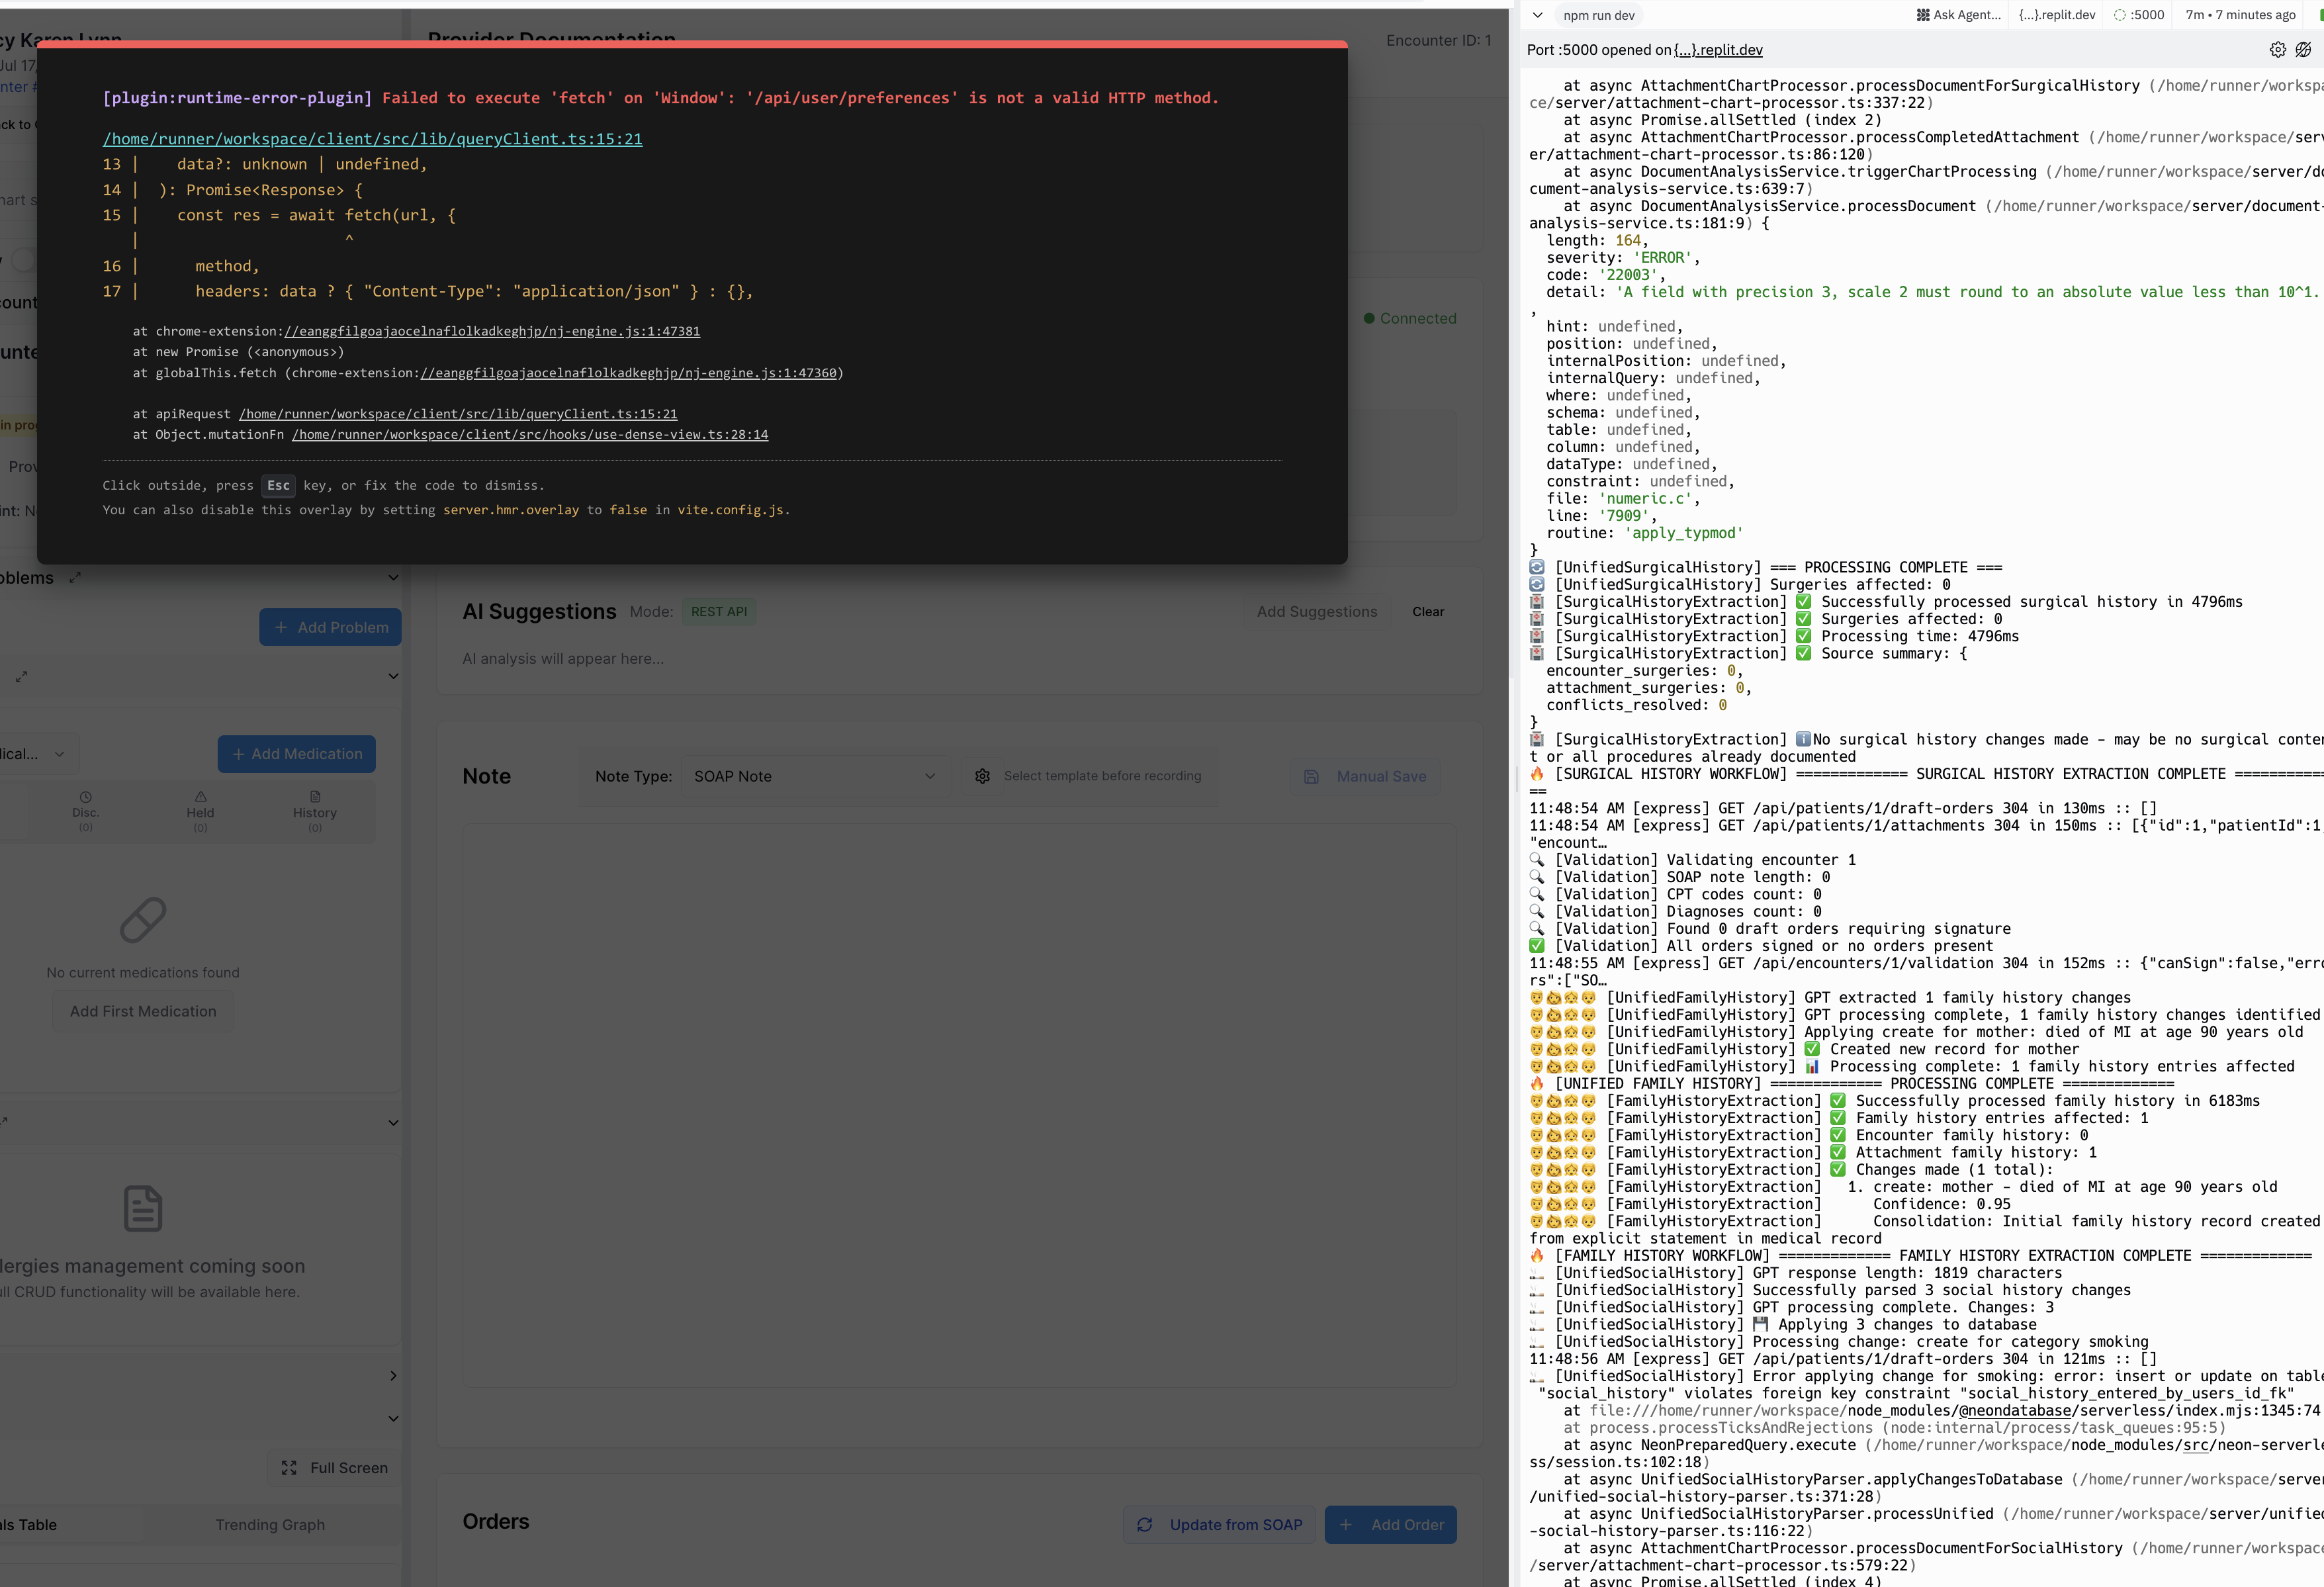 cy Karen Lynn
Jul 17,
nter #
ck to
hart s
count
unte
in pro
Prov
int: N
oblems
Add Problem
ical...
Add Medication
Disc.
(0)
Held
(0)
History
(0)
No current medications found
Add First Medication
lergies management coming soon
ull CRUD functionality will be available here.
Full Screen
ls Table
Trending Graph
Provider Documentation
Encounter ID: 1
Connected
[plugin:runtime-error-plugin] Failed to execute 'fetch' on 'Window': '/api/user/preferences' is not a valid HTTP method.
/home/runner/workspace/client/src/lib/queryClient.ts:15:21
13 |    data?: unknown | undefined,
14 |  ): Promise<Response> {
15 |    const res = await fetch(url, {
   |                      ^
16 |      method,
17 |      headers: data ? { "Content-Type": "application/json" } : {},
at chrome-extension://eanggfilgoajaocelnaflolkadkeghjp/nj-engine.js:1:47381
at new Promise (<anonymous>)
at globalThis.fetch (chrome-extension://eanggfilgoajaocelnaflolkadkeghjp/nj-engine.js:1:47360)
at apiRequest /home/runner/workspace/client/src/lib/queryClient.ts:15:21
at Object.mutationFn /home/runner/workspace/client/src/hooks/use-dense-view.ts:28:14
Click outside, press Esc key, or fix the code to dismiss.
You can also disable this overlay by setting server.hmr.overlay to false in vite.config.js.
AI Suggestions Mode: REST API Add Suggestions Clear
AI analysis will appear here...
Note Note Type: SOAP Note Select template before recording Manual Save
Orders Update from SOAP Add Order
npm run dev Ask Agent... {...}.replit.dev :5000 7m • 7 minutes ago
Port :5000 opened on {...}.replit.dev
at async AttachmentChartProcessor.processDocumentForSurgicalHistory (/home/runner/workspa
ce/server/attachment-chart-processor.ts:337:22)
at async Promise.allSettled (index 2)
at async AttachmentChartProcessor.processCompletedAttachment (/home/runner/workspace/serv
er/attachment-chart-processor.ts:86:120)
at async DocumentAnalysisService.triggerChartProcessing (/home/runner/workspace/server/do
cument-analysis-service.ts:639:7)
at async DocumentAnalysisService.processDocument (/home/runner/workspace/server/document-
analysis-service.ts:181:9) {
length: 164,
severity: 'ERROR',
code: '22003',
detail: 'A field with precision 3, scale 2 must round to an absolute value less than 10^1.
,
hint: undefined,
position: undefined,
internalPosition: undefined,
internalQuery: undefined,
where: undefined,
schema: undefined,
table: undefined,
column: undefined,
dataType: undefined,
constraint: undefined,
file: 'numeric.c',
line: '7909',
routine: 'apply_typmod'
}
🔄 [UnifiedSurgicalHistory] === PROCESSING COMPLETE ===
🔄 [UnifiedSurgicalHistory] Surgeries affected: 0
🏥 [SurgicalHistoryExtraction] ✅ Successfully processed surgical history in 4796ms
🏥 [SurgicalHistoryExtraction] ✅ Surgeries affected: 0
🏥 [SurgicalHistoryExtraction] ✅ Processing time: 4796ms
🏥 [SurgicalHistoryExtraction] ✅ Source summary: {
encounter_surgeries: 0,
attachment_surgeries: 0,
conflicts_resolved: 0
}
🏥 [SurgicalHistoryExtraction] ℹ️No surgical history changes made - may be no surgical conten
t or all procedures already documented
🔥 [SURGICAL HISTORY WORKFLOW] ============= SURGICAL HISTORY EXTRACTION COMPLETE ===========
==
11:48:54 AM [express] GET /api/patients/1/draft-orders 304 in 130ms :: []
11:48:54 AM [express] GET /api/patients/1/attachments 304 in 150ms :: [{"id":1,"patientId":1,
"encount…
🔍 [Validation] Validating encounter 1
🔍 [Validation] SOAP note length: 0
🔍 [Validation] CPT codes count: 0
🔍 [Validation] Diagnoses count: 0
🔍 [Validation] Found 0 draft orders requiring signature
✅ [Validation] All orders signed or no orders present
11:48:55 AM [express] GET /api/encounters/1/validation 304 in 152ms :: {"canSign":false,"erro
rs":["SO…
👨‍👩‍👧‍👦 [UnifiedFamilyHistory] GPT extracted 1 family history changes
👨‍👩‍👧‍👦 [UnifiedFamilyHistory] GPT processing complete, 1 family history changes identified
👨‍👩‍👧‍👦 [UnifiedFamilyHistory] Applying create for mother: died of MI at age 90 years old
👨‍👩‍👧‍👦 [UnifiedFamilyHistory] ✅ Created new record for mother
👨‍👩‍👧‍👦 [UnifiedFamilyHistory] 📊 Processing complete: 1 family history entries affected
🔥 [UNIFIED FAMILY HISTORY] ============= PROCESSING COMPLETE =============
👨‍👩‍👧‍👦 [FamilyHistoryExtraction] ✅ Successfully processed family history in 6183ms
👨‍👩‍👧‍👦 [FamilyHistoryExtraction] ✅ Family history entries affected: 1
👨‍👩‍👧‍👦 [FamilyHistoryExtraction] ✅ Encounter family history: 0
👨‍👩‍👧‍👦 [FamilyHistoryExtraction] ✅ Attachment family history: 1
👨‍👩‍👧‍👦 [FamilyHistoryExtraction] ✅ Changes made (1 total):
👨‍👩‍👧‍👦 [FamilyHistoryExtraction]   1. create: mother - died of MI at age 90 years old
👨‍👩‍👧‍👦 [FamilyHistoryExtraction]      Confidence: 0.95
👨‍👩‍👧‍👦 [FamilyHistoryExtraction]      Consolidation: Initial family history record created
from explicit statement in medical record
🔥 [FAMILY HISTORY WORKFLOW] ============= FAMILY HISTORY EXTRACTION COMPLETE =============
🚬 [UnifiedSocialHistory] GPT response length: 1819 characters
🚬 [UnifiedSocialHistory] Successfully parsed 3 social history changes
🚬 [UnifiedSocialHistory] GPT processing complete. Changes: 3
🚬 [UnifiedSocialHistory] 💾 Applying 3 changes to database
🚬 [UnifiedSocialHistory] Processing change: create for category smoking
11:48:56 AM [express] GET /api/patients/1/draft-orders 304 in 121ms :: []
🚬 [UnifiedSocialHistory] Error applying change for smoking: error: insert or update on table
"social_history" violates foreign key constraint "social_history_entered_by_users_id_fk"
at file:///home/runner/workspace/node_modules/@neondatabase/serverless/index.mjs:1345:74
at process.processTicksAndRejections (node:internal/process/task_queues:95:5)
at async NeonPreparedQuery.execute (/home/runner/workspace/node_modules/src/neon-serverle
ss/session.ts:102:18)
at async UnifiedSocialHistoryParser.applyChangesToDatabase (/home/runner/workspace/server
/unified-social-history-parser.ts:371:28)
at async UnifiedSocialHistoryParser.processUnified (/home/runner/workspace/server/unified
-social-history-parser.ts:116:22)
at async AttachmentChartProcessor.processDocumentForSocialHistory (/home/runner/workspace
/server/attachment-chart-processor.ts:579:22)
at async Promise.allSettled (index 4)